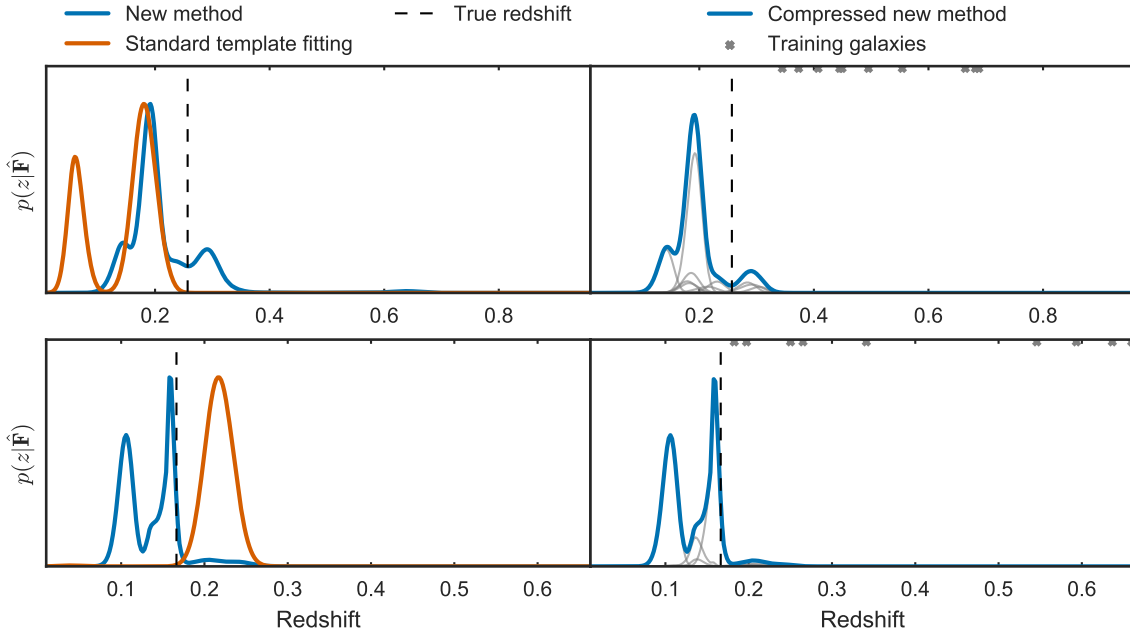 New method
True redshift
Compressed new method
Standard template fitting
Training galaxies
p(z|F̂)
0.2 0.4 0.6 0.8
0.2 0.4 0.6 0.8
p(z|F̂)
0.1 0.2 0.3 0.4 0.5 0.6
0.1 0.2 0.3 0.4 0.5 0.6
Redshift
Redshift